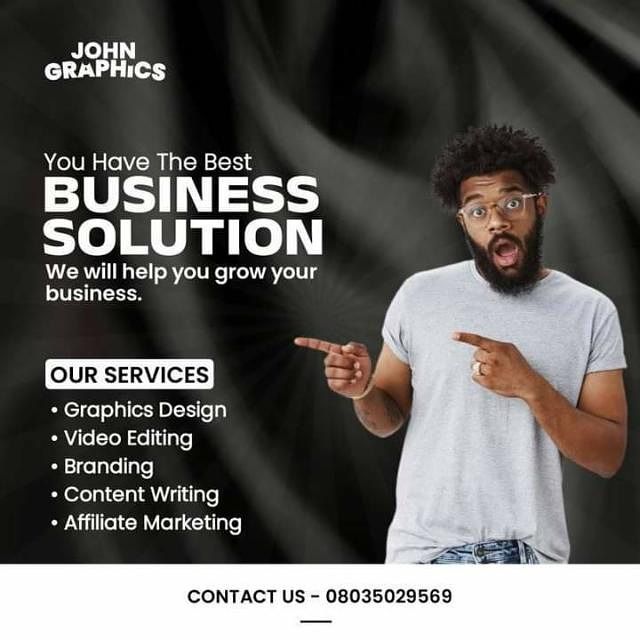 JOHN
GRAPHICS
You Have The Best
BUSINESS
SOLUTION
We will help you grow your
business.
OUR SERVICES
• Graphics Design
• Video Editing
• Branding
• Content Writing
• Affiliate Marketing
CONTACT US - 08035029569